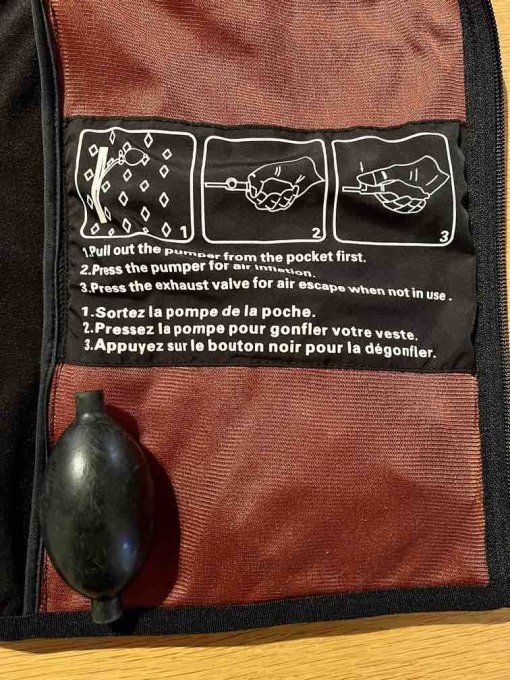 1
2
3
1.Pull out the pumper from the pocket first.
2.Press the pumper for air inflation.
3.Press the exhaust valve for air escape when not in use .
1.Sortez la pompe de la poche.
2.Pressez la pompe pour gonfler votre veste.
3.Appuyez sur le bouton noir pour la dégonfler.